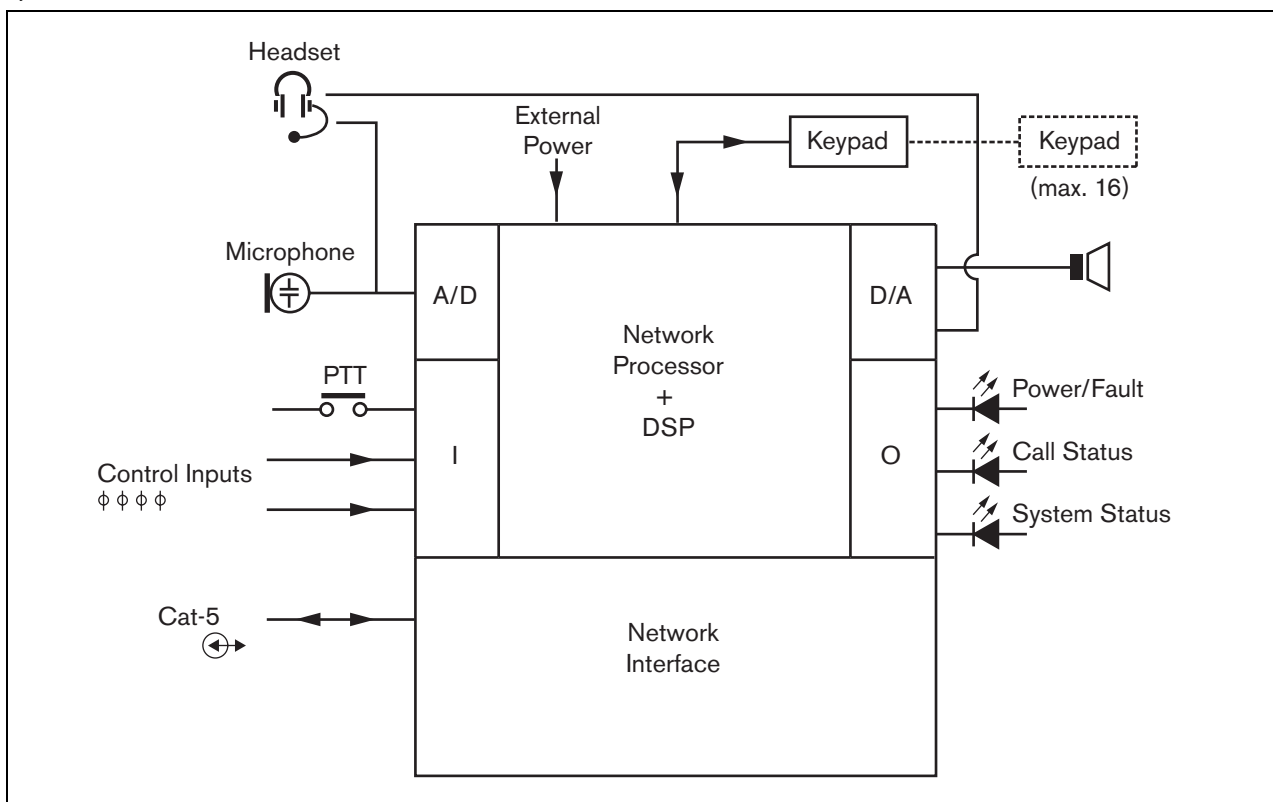 Headset
External
Power
Keypad
Keypad
(max. 16)
Microphone
A/D
D/A
Network
Processor
+
DSP
PTT
Power/Fault
I
O
Call Status
Control Inputs
System Status
Cat-5
Network
Interface